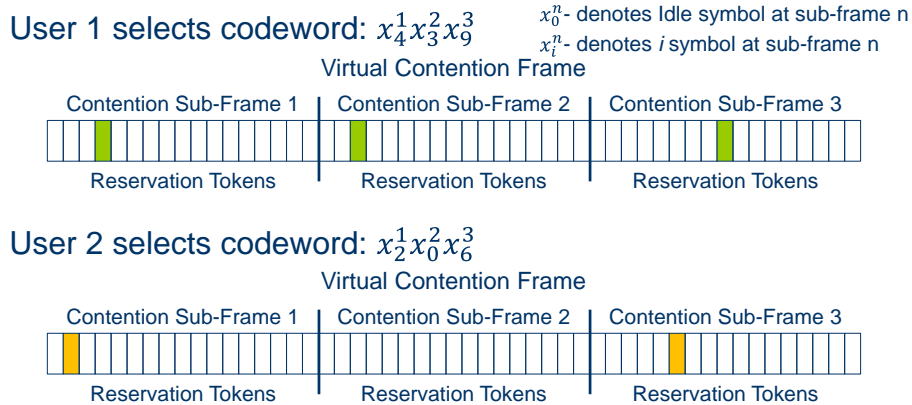 User 1 selects codeword: $x_4^1 x_3^2 x_9^3$
$x_0^n$- denotes Idle symbol at sub-frame n
$x_i^n$- denotes i symbol at sub-frame n
Virtual Contention Frame
Contention Sub-Frame 1 Contention Sub-Frame 2 Contention Sub-Frame 3
Reservation Tokens Reservation Tokens Reservation Tokens
User 2 selects codeword: $x_2^1 x_0^2 x_6^3$
Virtual Contention Frame
Contention Sub-Frame 1 Contention Sub-Frame 2 Contention Sub-Frame 3
Reservation Tokens Reservation Tokens Reservation Tokens